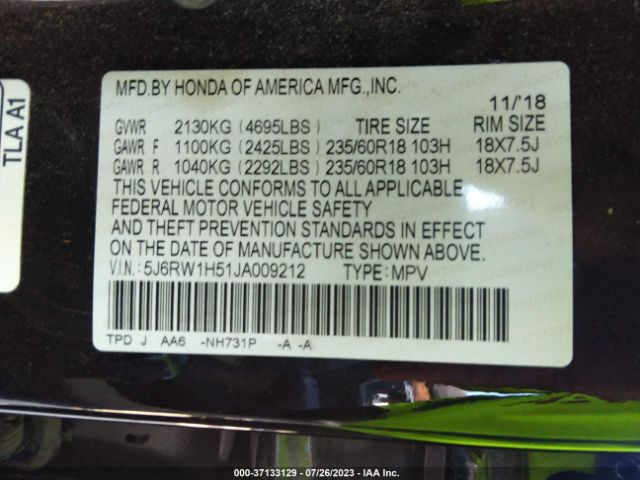 TLA A1
MFD.BY HONDA OF AMERICA MFG.,INC.
11/'18
GVWR 2130KG (4695LBS) TIRE SIZE RIM SIZE
GAWR F 1100KG (2425LBS) 235/60R18 103H 18X7.5J
GAWR R 1040KG (2292LBS) 235/60R18 103H 18X7.5J
THIS VEHICLE CONFORMS TO ALL APPLICABLE
FEDERAL MOTOR VEHICLE SAFETY
AND THEFT PREVENTION STANDARDS IN EFFECT
ON THE DATE OF MANUFACTURE SHOWN ABOVE.
V.I.N.: 5J6RW1H51JA009212 TYPE: MPV
TPD J AA6 -NH731P -A -A
000-37133129 - 07/26/2023 - IAA Inc.